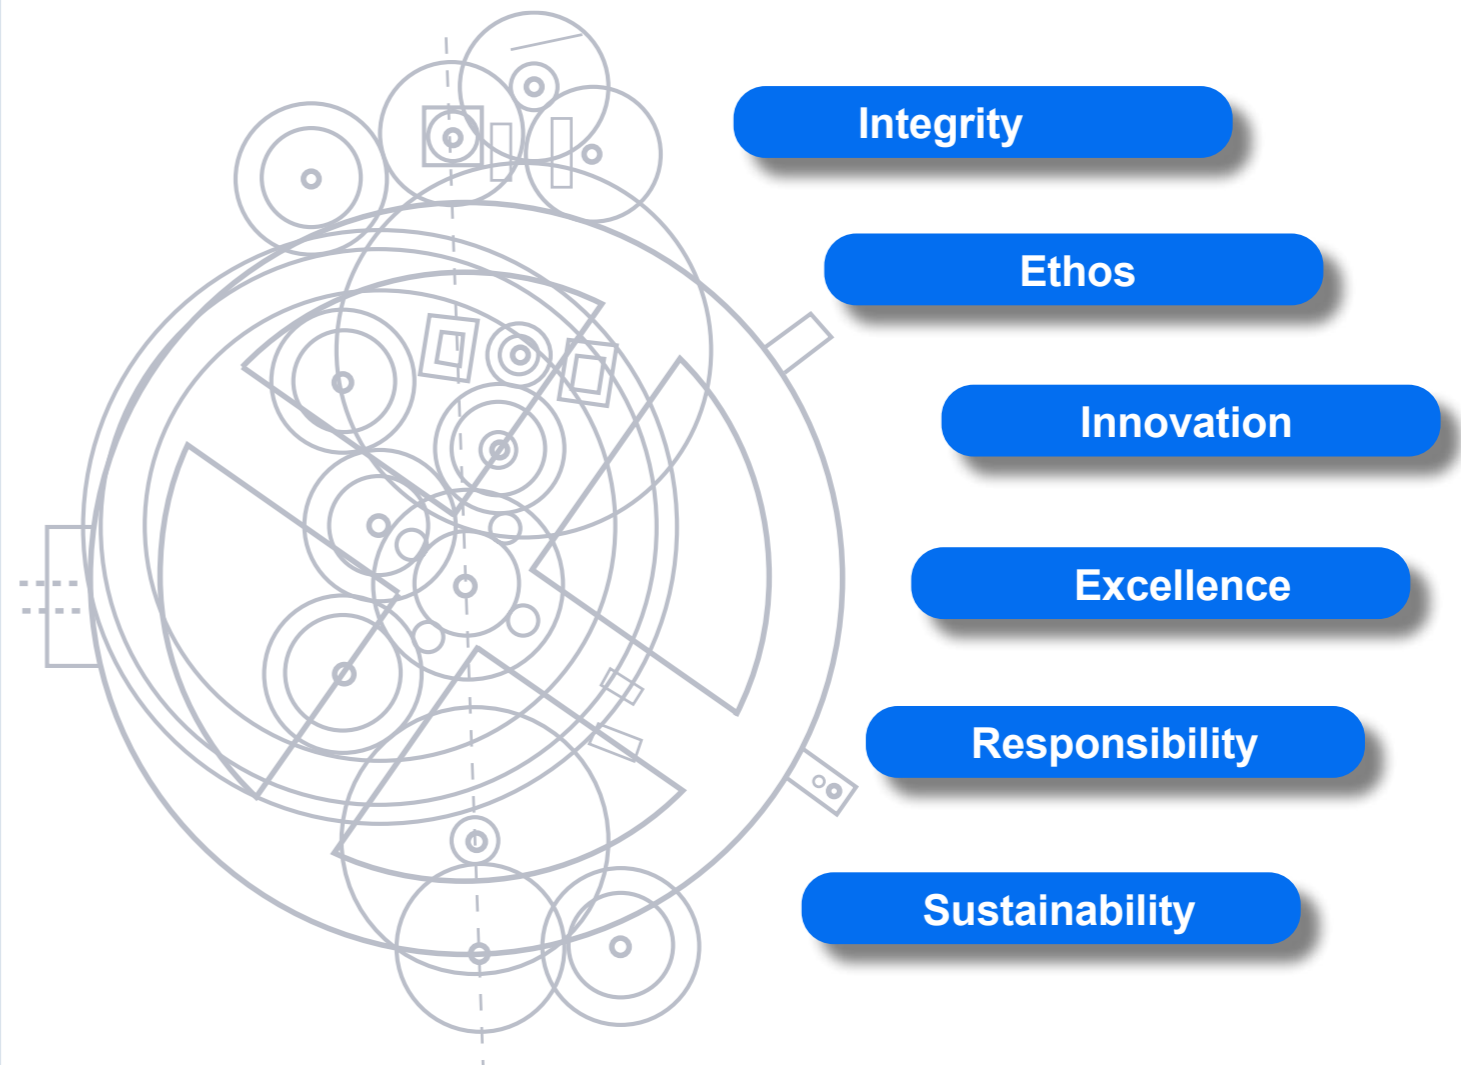 Integrity
Ethos
Innovation
Excellence
Responsibility
Sustainability